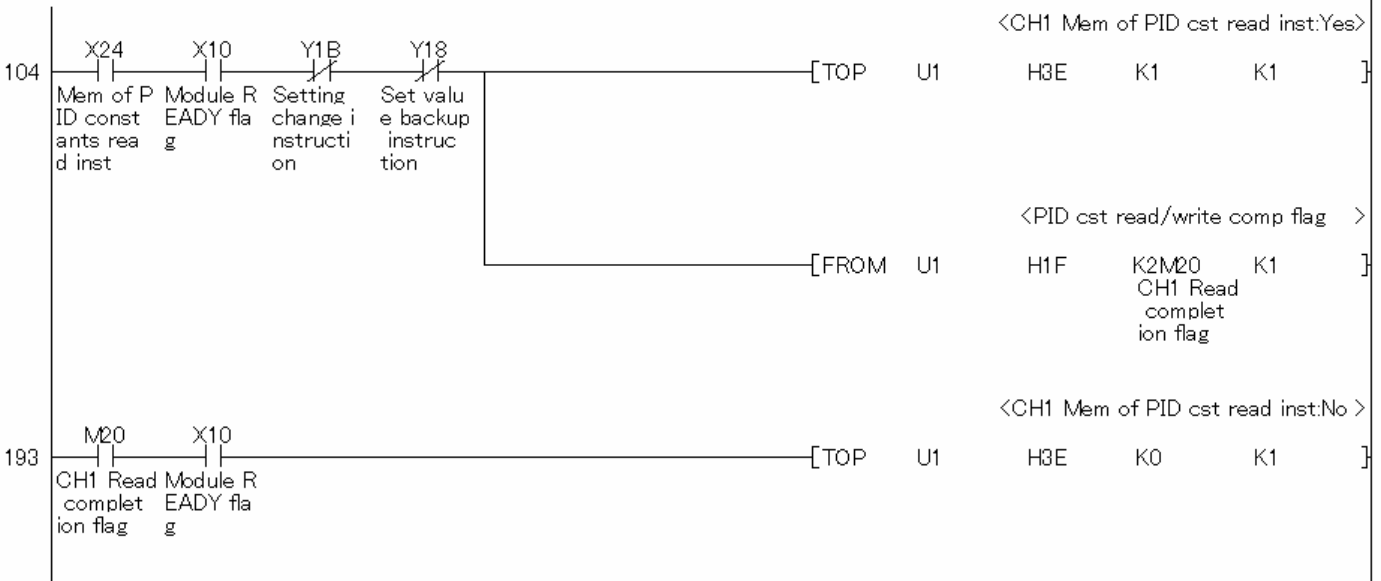 <CH1 Mem of PID cst read inst:Yes>
X24 X10 Y1B Y18
104 [TOP U1 H3E K1 K1 ]
Mem of P Module R Setting Set valu
ID const EADY fla change i e backup
ants rea g nstructi instruc
d inst on tion
<PID cst read/write comp flag >
[FROM U1 H1F K2M20 K1 ]
CH1 Read
complet
ion flag
<CH1 Mem of PID cst read inst:No >
M20 X10
193 [TOP U1 H3E K0 K1 ]
CH1 Read Module R
complet EADY fla
ion flag g